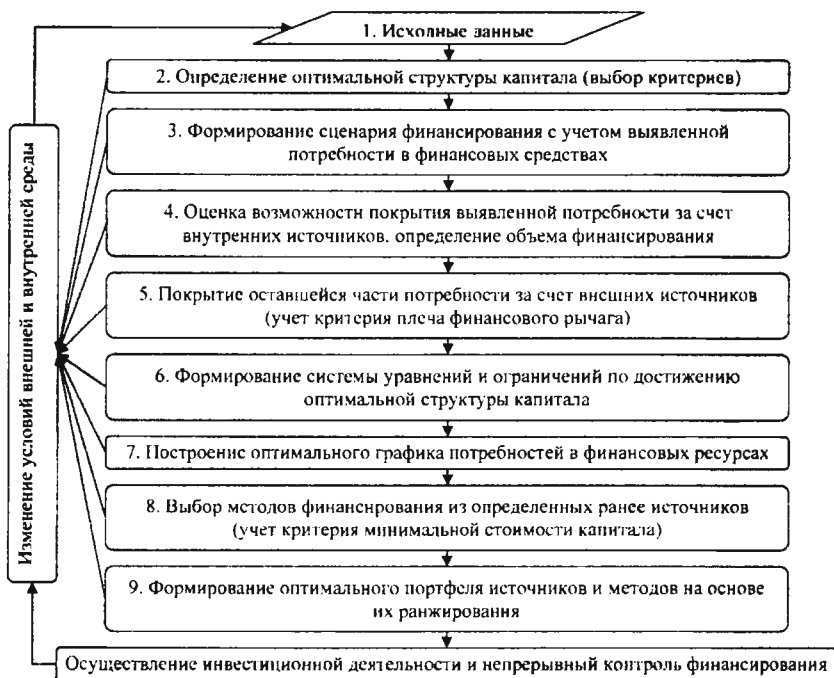 1. Исходные данные
2. Определение оптимальной структуры капитала (выбор критериев)
3. Формирование сценария финансирования с учетом выявленной
потребности в финансовых средствах
4. Оценка возможности покрытия выявленной потребности за счет
внутренних источников, определение объема финансирования
5. Покрытие оставшейся части потребности за счет внешних источников
(учет критерия плеча финансового рычага)
6. Формирование системы уравнений и ограничений по достижению
оптимальной структуры капитала
7. Построение оптимального графика потребностей в финансовых ресурсах
8. Выбор методов финансирования из определенных ранее источников
(учет критерия минимальной стоимости капитала)
9. Формирование оптимального портфеля источников и методов на основе
их ранжирования
Осуществление инвестиционной деятельности и непрерывный контроль финансирования
Изменение условий внешней и внутренней среды